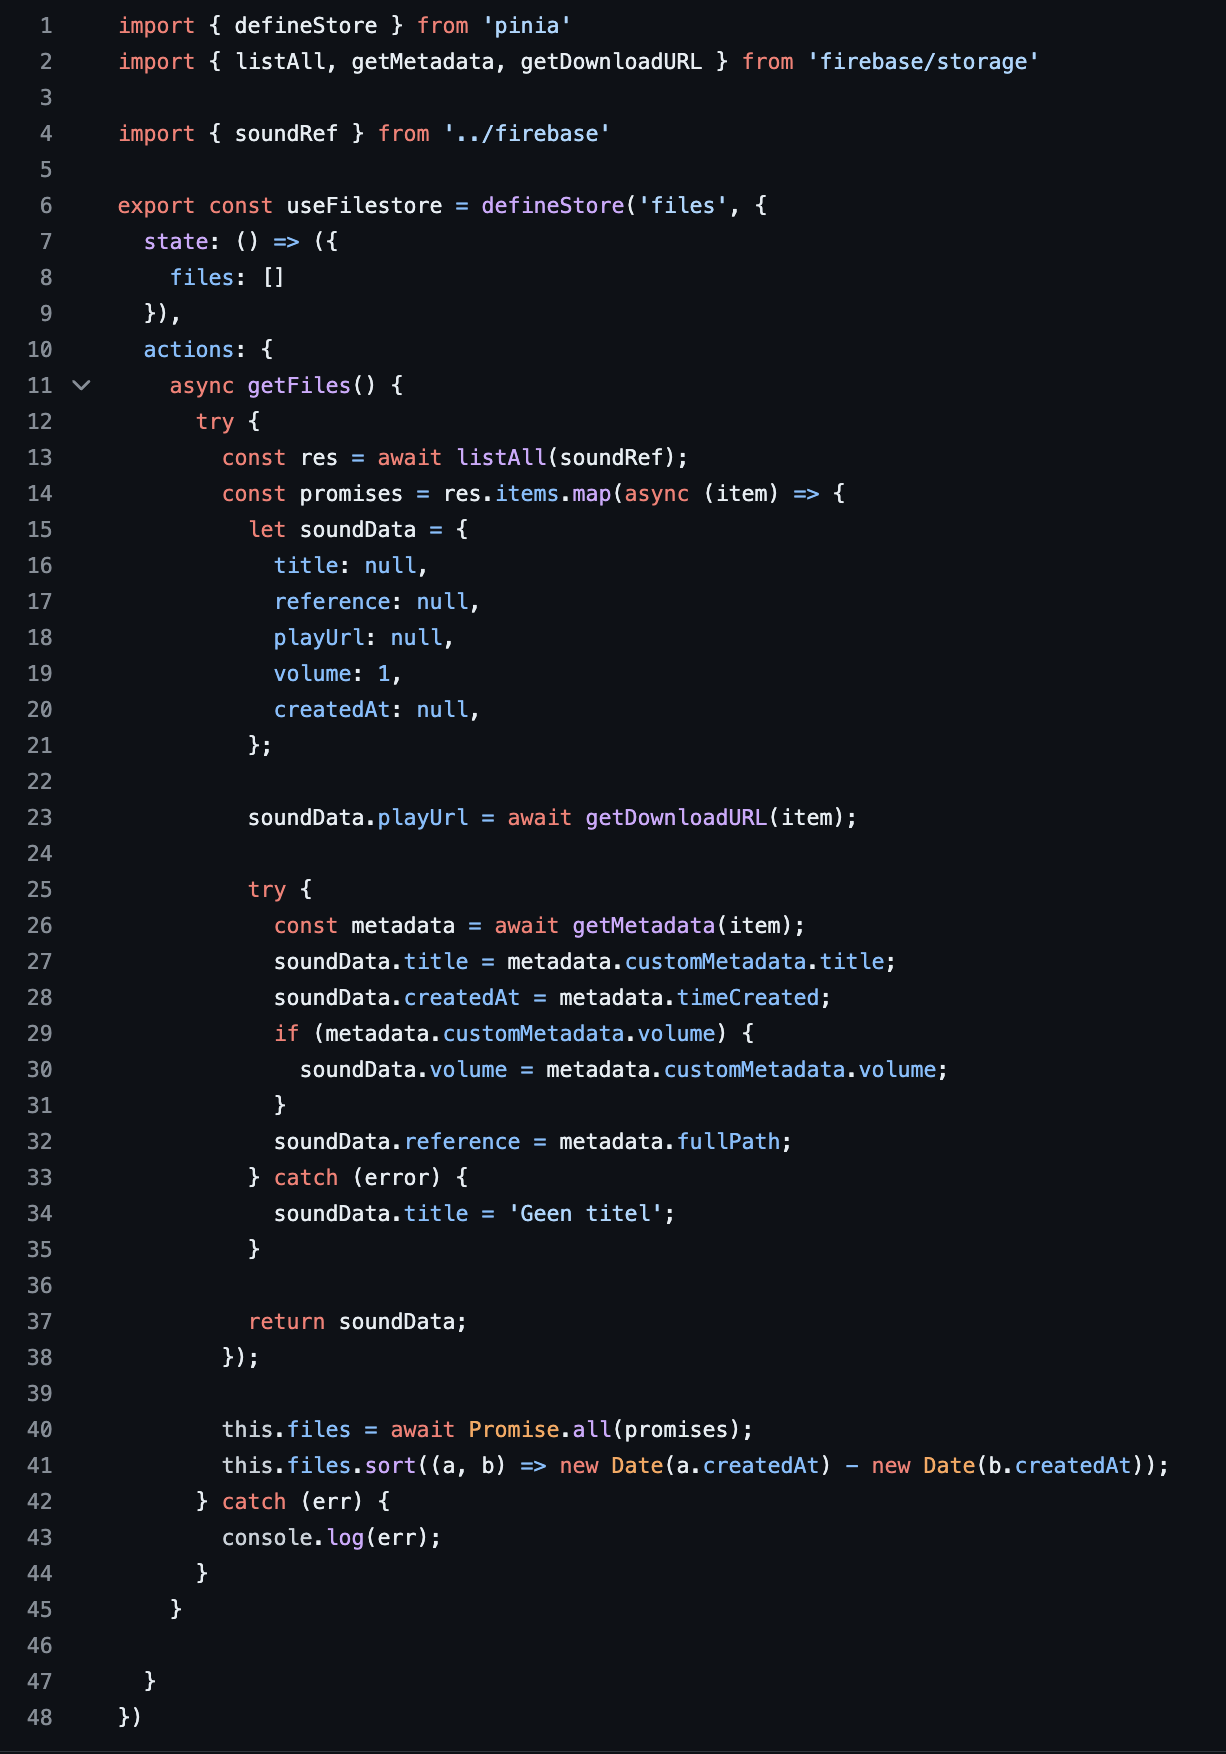 1 import { defineStore } from 'pinia'
2 import { listAll, getMetadata, getDownloadURL } from 'firebase/storage'
3
4 import { soundRef } from '../firebase'
5
6 export const useFilestore = defineStore('files', {
7   state: () => ({
8     files: []
9   }),
10   actions: {
11     async getFiles() {
12       try {
13         const res = await listAll(soundRef);
14         const promises = res.items.map(async (item) => {
15           let soundData = {
16             title: null,
17             reference: null,
18             playUrl: null,
19             volume: 1,
20             createdAt: null,
21           };
22
23           soundData.playUrl = await getDownloadURL(item);
24
25           try {
26             const metadata = await getMetadata(item);
27             soundData.title = metadata.customMetadata.title;
28             soundData.createdAt = metadata.timeCreated;
29             if (metadata.customMetadata.volume) {
30               soundData.volume = metadata.customMetadata.volume;
31             }
32             soundData.reference = metadata.fullPath;
33           } catch (error) {
34             soundData.title = 'Geen titel';
35           }
36
37           return soundData;
38         });
39
40         this.files = await Promise.all(promises);
41         this.files.sort((a, b) => new Date(a.createdAt) - new Date(b.createdAt));
42       } catch (err) {
43         console.log(err);
44       }
45     }
46
47   }
48 })